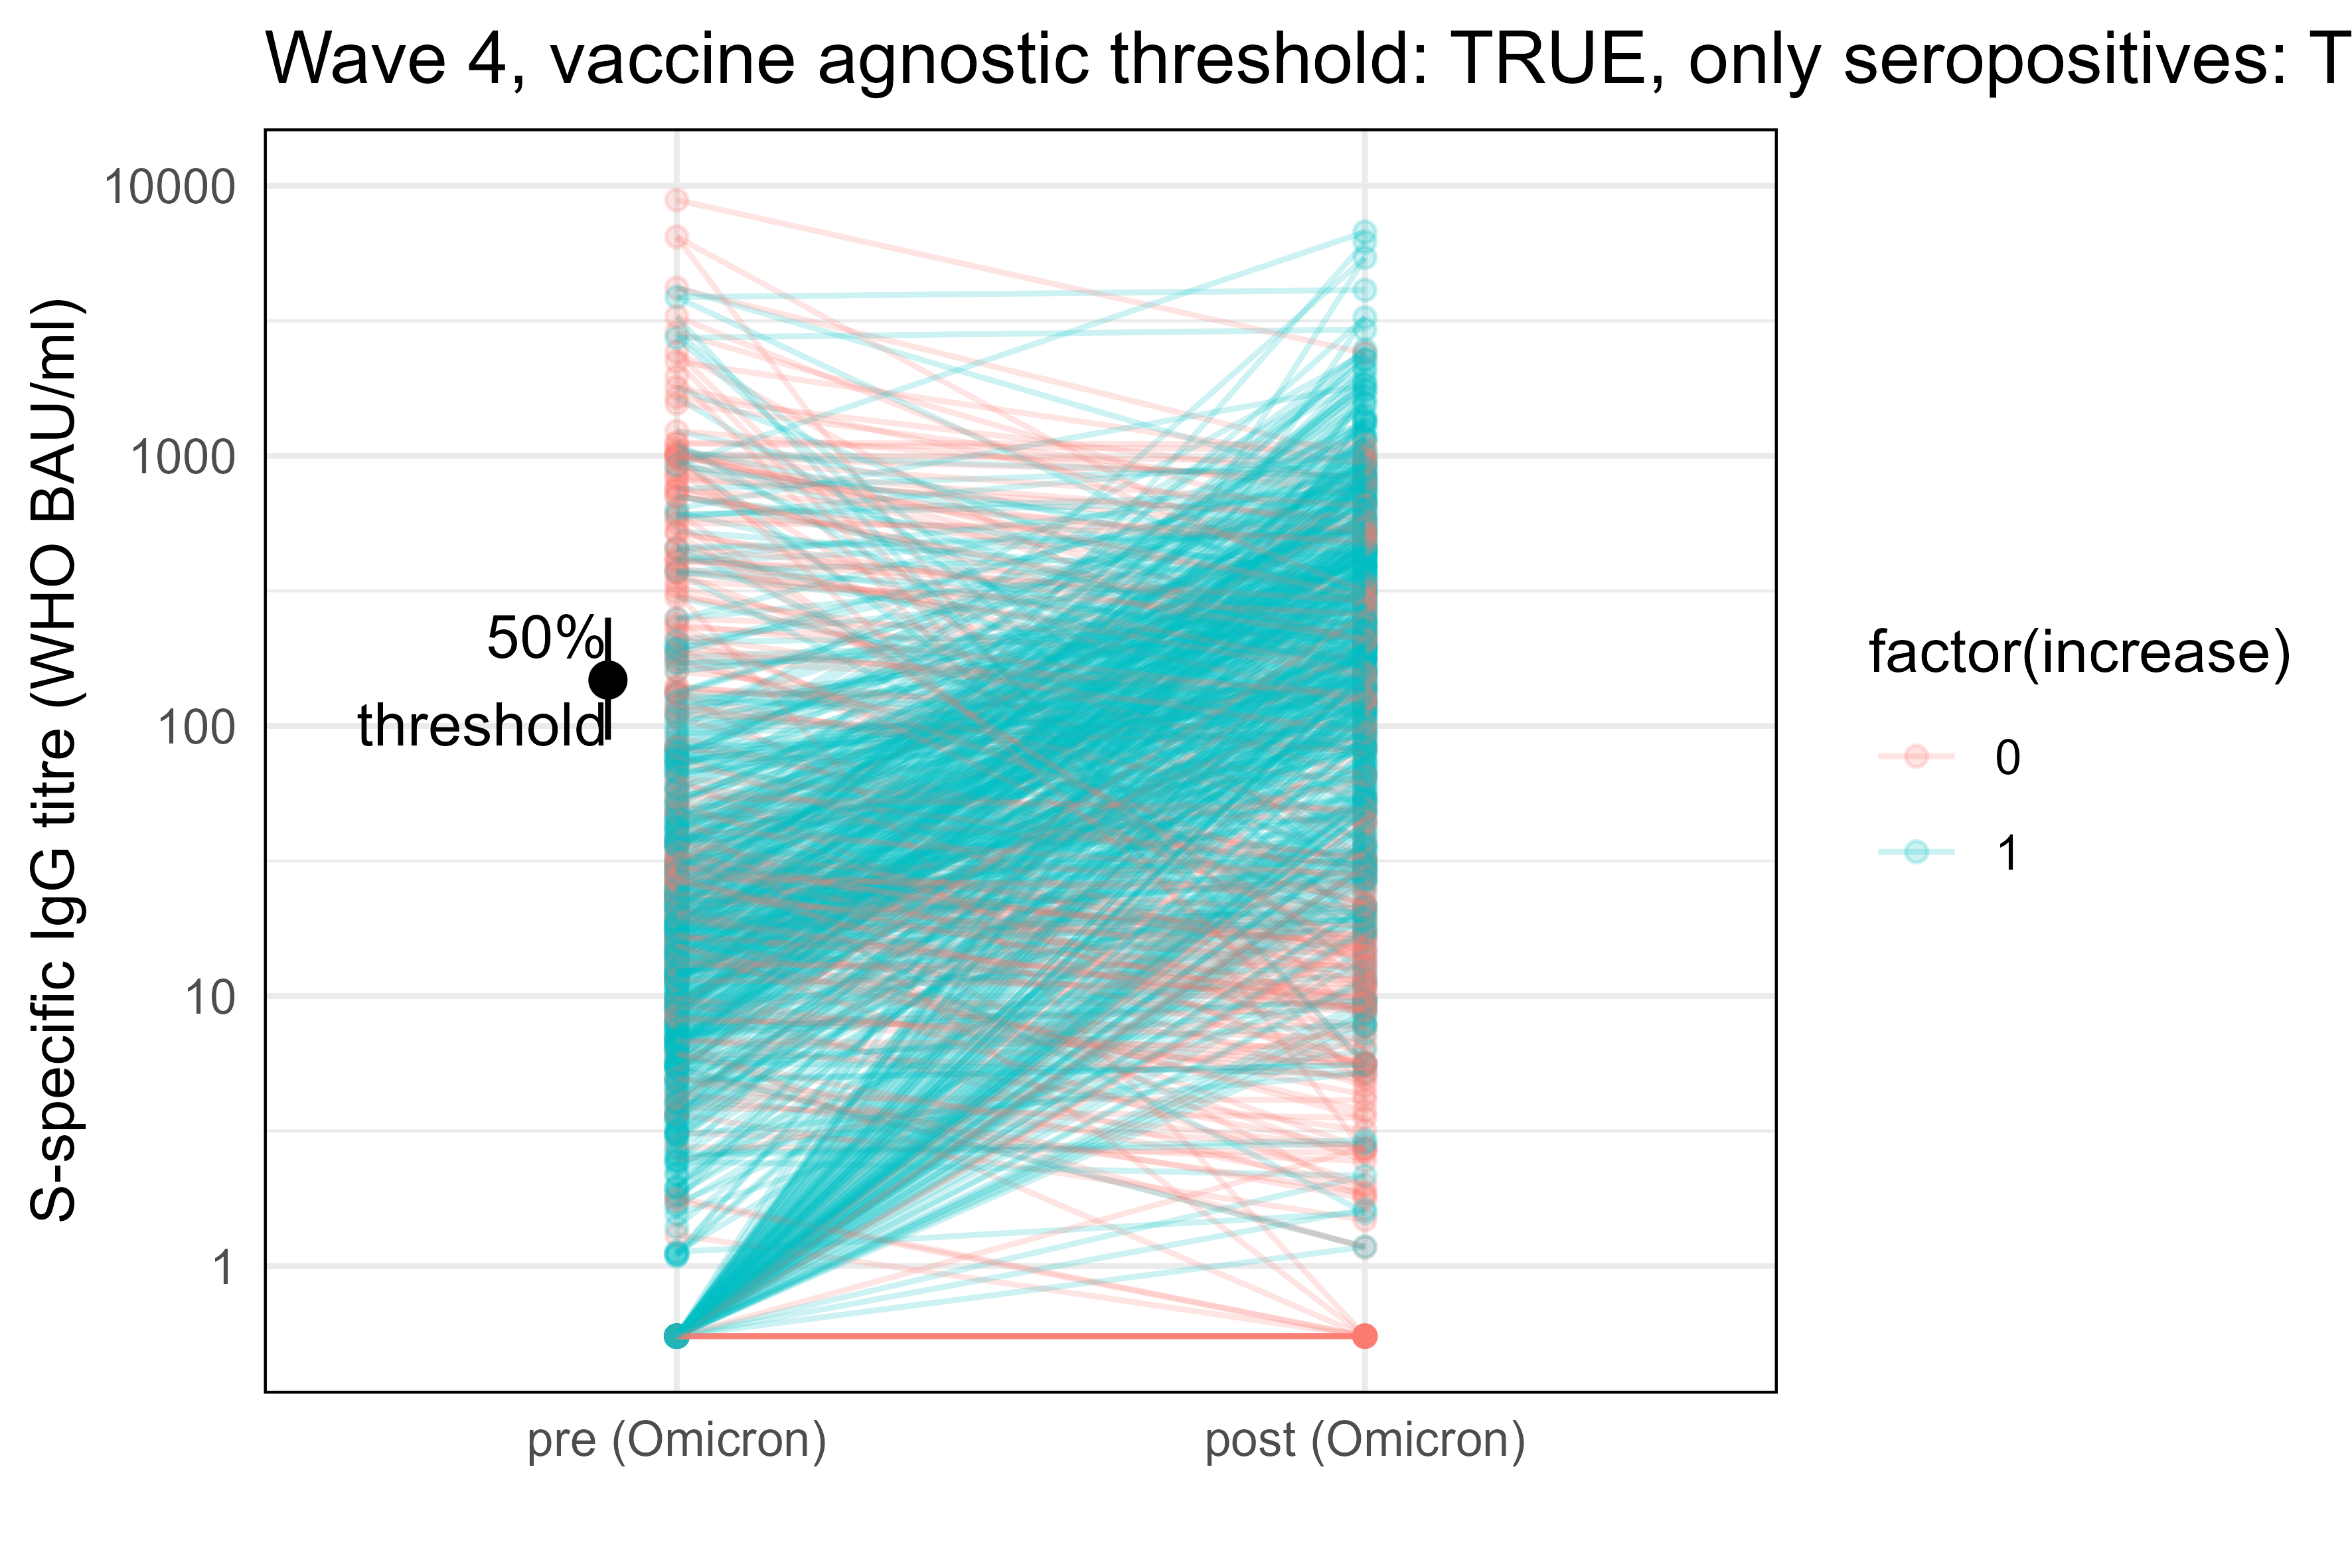 Wave 4, vaccine agnostic threshold: TRUE, only seropositives: T
S-specific IgG titre (WHO BAU/ml)
10000
1000
100
10
1
50%
threshold
pre (Omicron)
post (Omicron)
factor(increase)
0
1